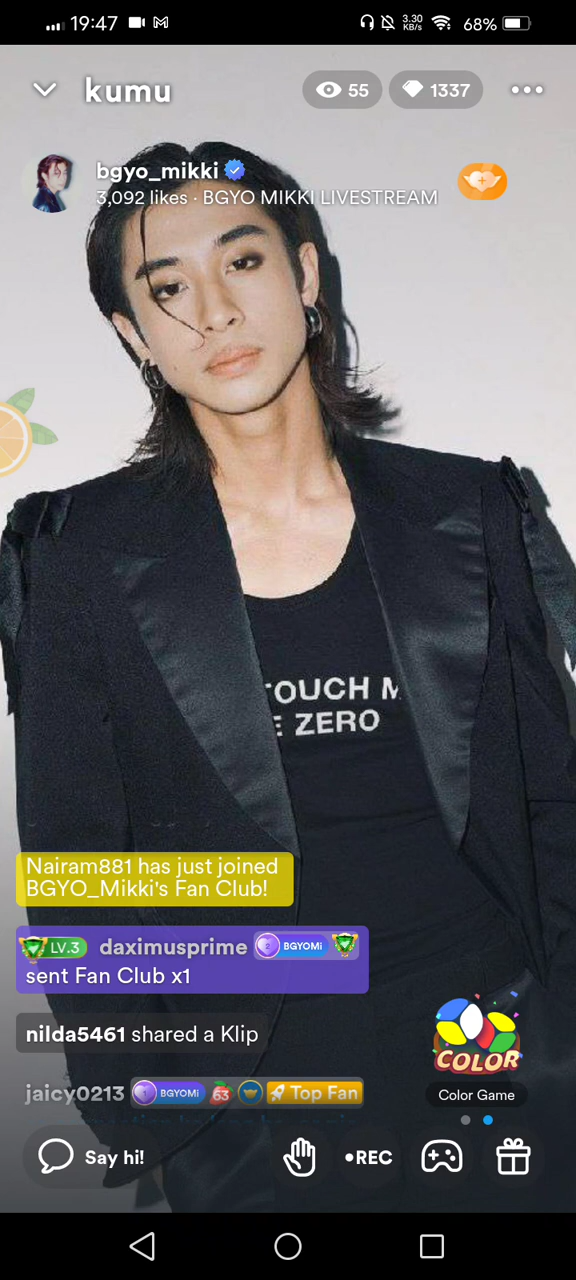 19:47
3.30
KB/s
68%
kumu
55
1337
bgyo_mikki
3,092 likes · BGYO MIKKI LIVESTREAM
TOUCH M
E ZERO
Nairam881 has just joined
BGYO_Mikki's Fan Club!
LV.3 daximusprime 2 BGYOMi
sent Fan Club x1
nilda5461 shared a Klip
COLOR
Color Game
jaicy0213 1 BGYOMi 63 Top Fan
Say hi!
•REC